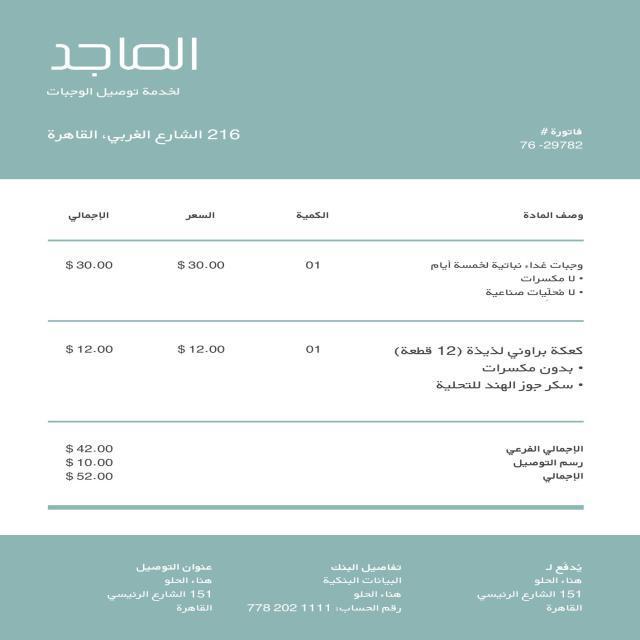 الماجد
لخدمة توصيل الوجبات
216 الشارع الغربي، القاهرة
فاتورة #
76 -29782
وصف المادة الكمية السعر الإجمالي
وجبات غداء نباتية لخمسة أيام 01 $ 30.00 $ 30.00
• لا مكسرات
• لا مُحلّيات صناعية
كعكة براوني لذيذة (12 قطعة) 01 $ 12.00 $ 12.00
• بدون مكسرات
• سكر جوز الهند للتحلية
الإجمالي الفرعي $ 42.00
رسم التوصيل $ 10.00
الإجمالي $ 52.00
يُدفع لـ
هناء الحلو
151 الشارع الرئيسي
القاهرة
تفاصيل البنك
البيانات البنكية
هناء الحلو
رقم الحساب: 1111 202 778
عنوان التوصيل
هناء الحلو
151 الشارع الرئيسي
القاهرة